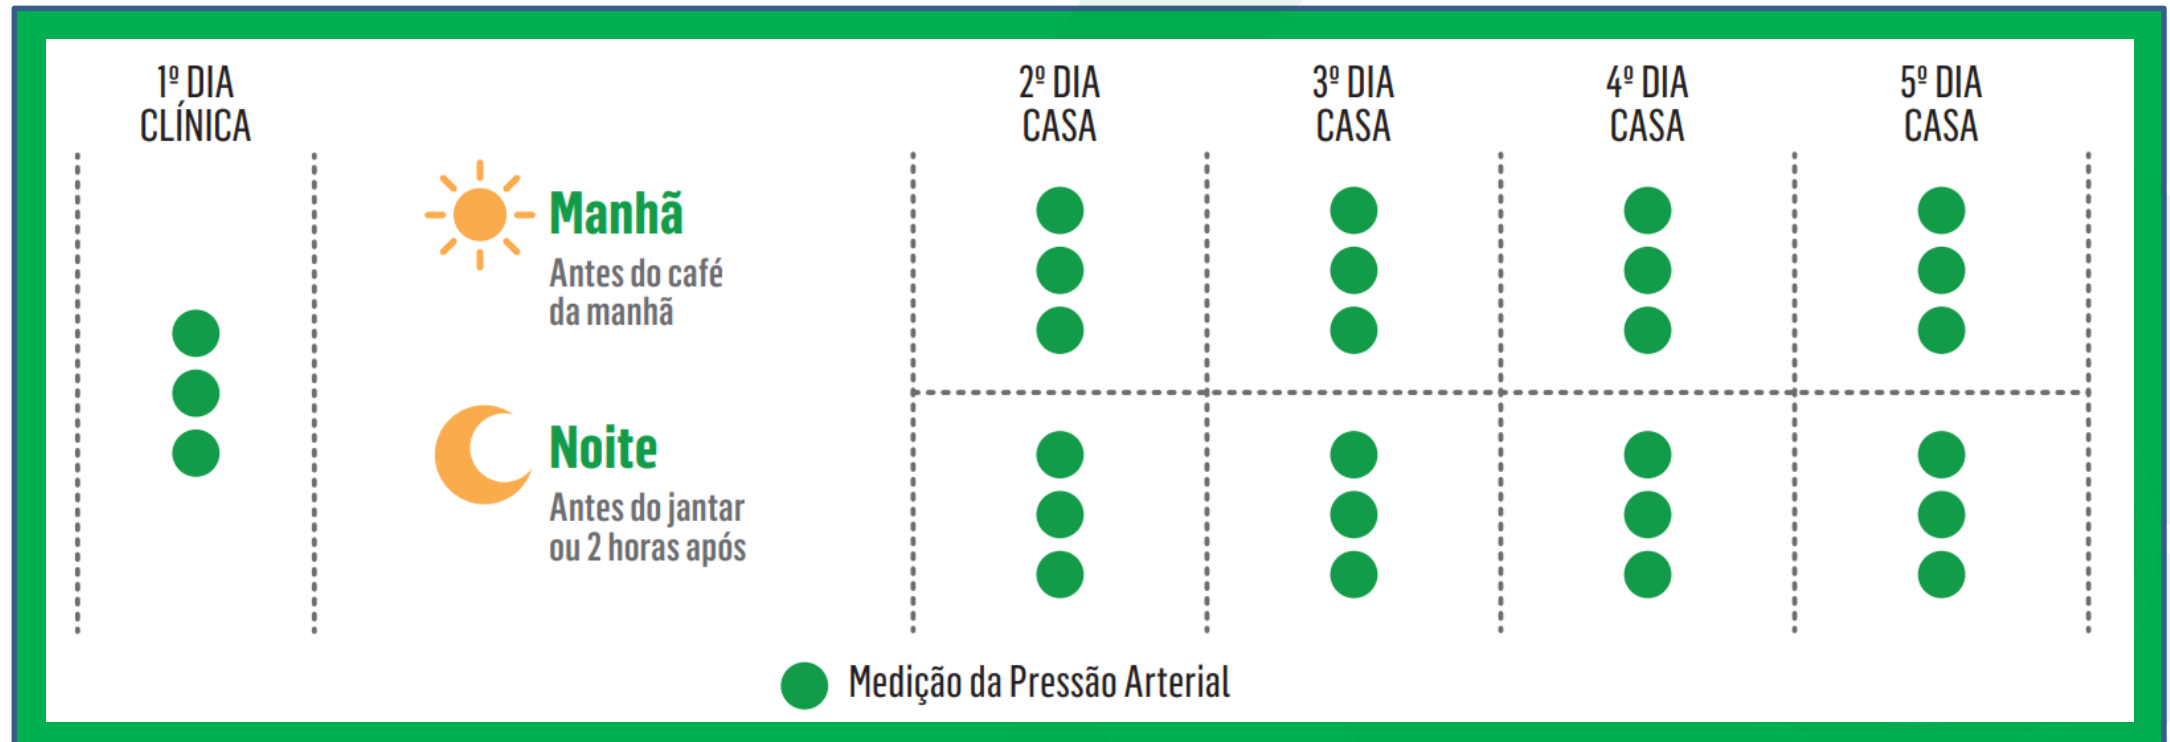 1º DIA
CLÍNICA
Manhã
Antes do café
da manhã
Noite
Antes do jantar
ou 2 horas após
2º DIA
CASA
3º DIA
CASA
4º DIA
CASA
5º DIA
CASA
Medição da Pressão Arterial